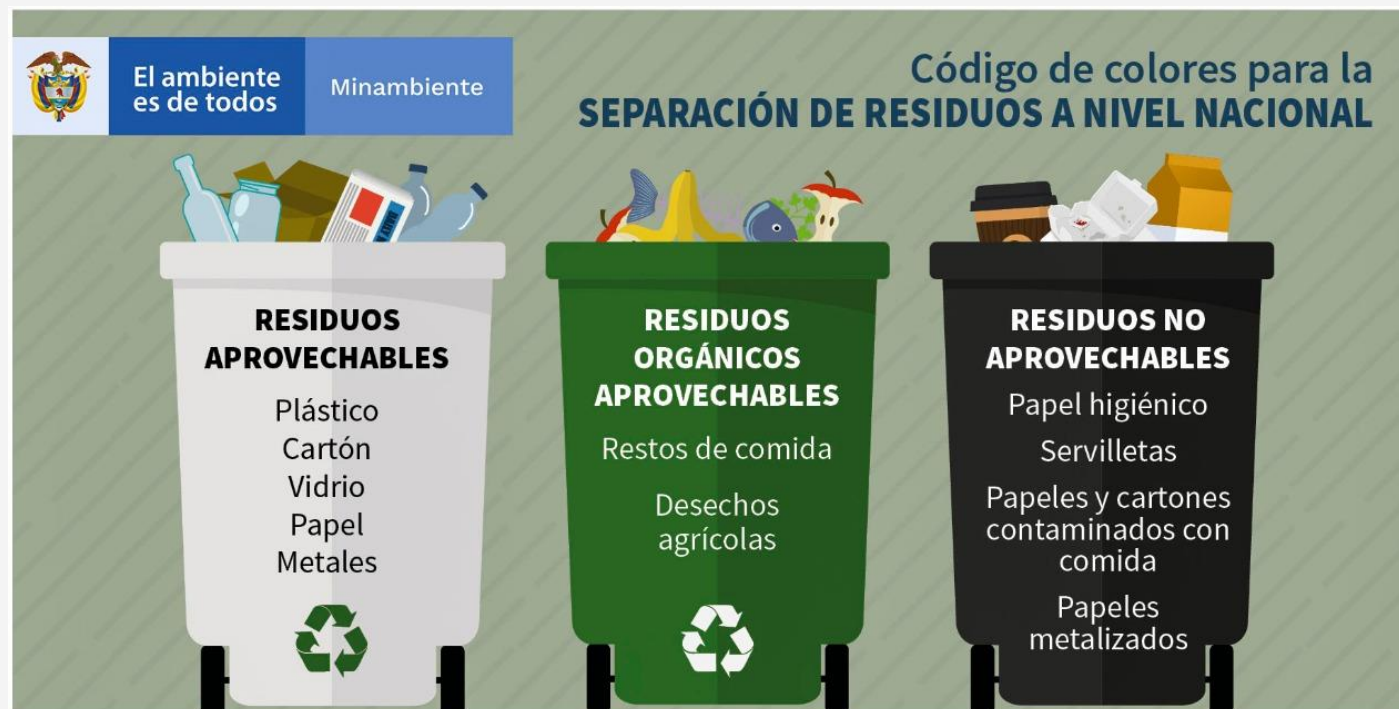 El ambiente
es de todos
Minambiente
Código de colores para la
SEPARACIÓN DE RESIDUOS A NIVEL NACIONAL
RESIDUOS
APROVECHABLES
Plástico
Cartón
Vidrio
Papel
Metales
RESIDUOS
ORGÁNICOS
APROVECHABLES
Restos de comida
Desechos
agrícolas
RESIDUOS NO
APROVECHABLES
Papel higiénico
Servilletas
Papeles y cartones
contaminados con
comida
Papeles
metalizados